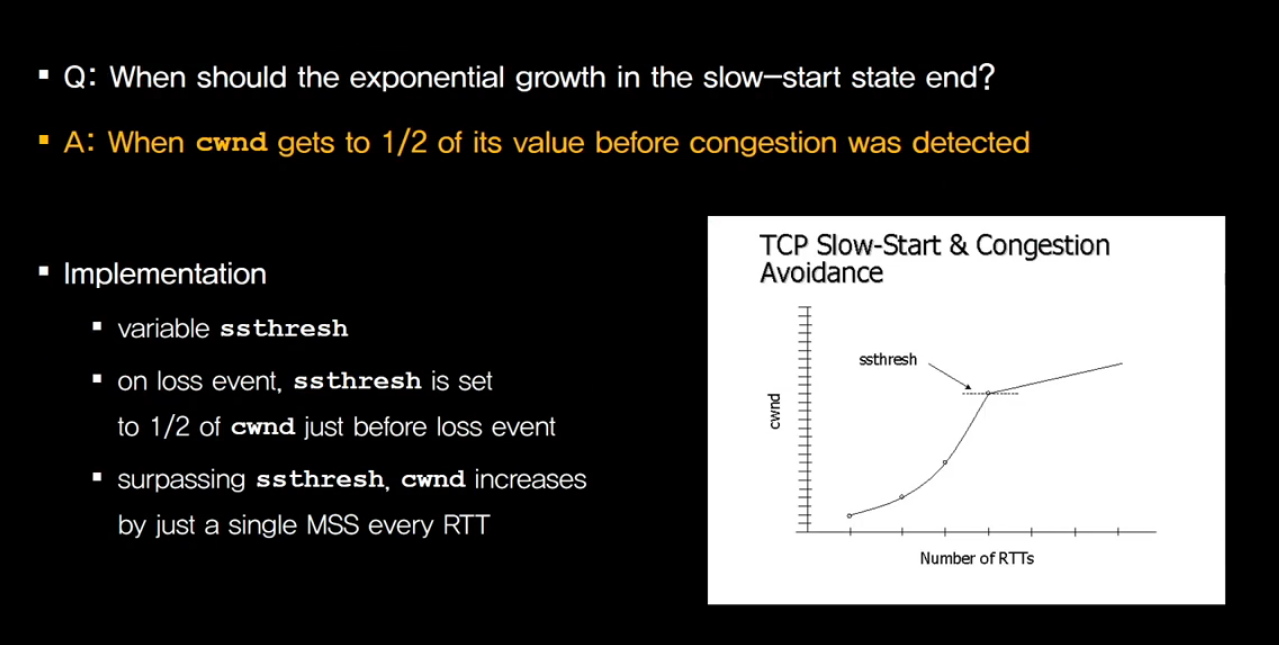 Q: When should the exponential growth in the slow-start state end?
A: When cwnd gets to 1/2 of its value before congestion was detected
Implementation
variable ssthresh
on loss event, ssthresh is set
to 1/2 of cwnd just before loss event
surpassing ssthresh, cwnd increases
by just a single MSS every RTT
TCP Slow-Start & Congestion
Avoidance
ssthresh
cwnd
Number of RTTs